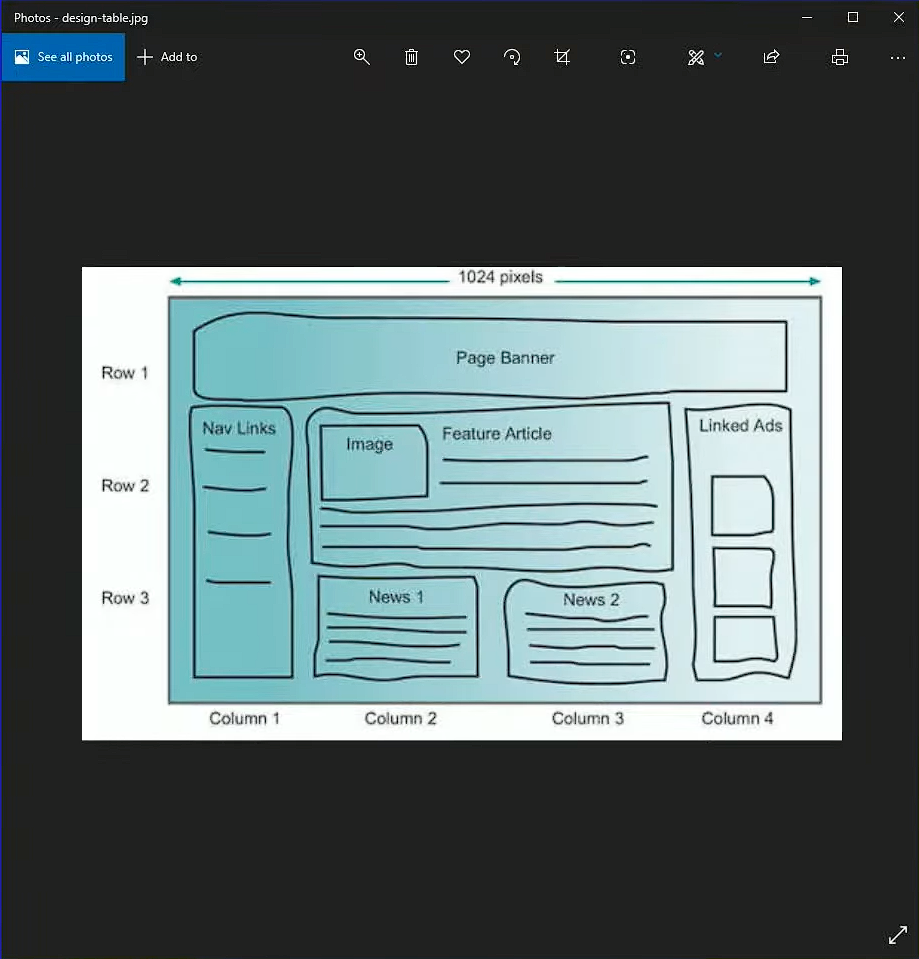 Photos - design-table.jpg
See all photos
Add to
1024 pixels
Row 1
Page Banner
Nav Links
Image
Feature Article
Linked Ads
Row 2
Row 3
News 1
News 2
Column 1
Column 2
Column 3
Column 4